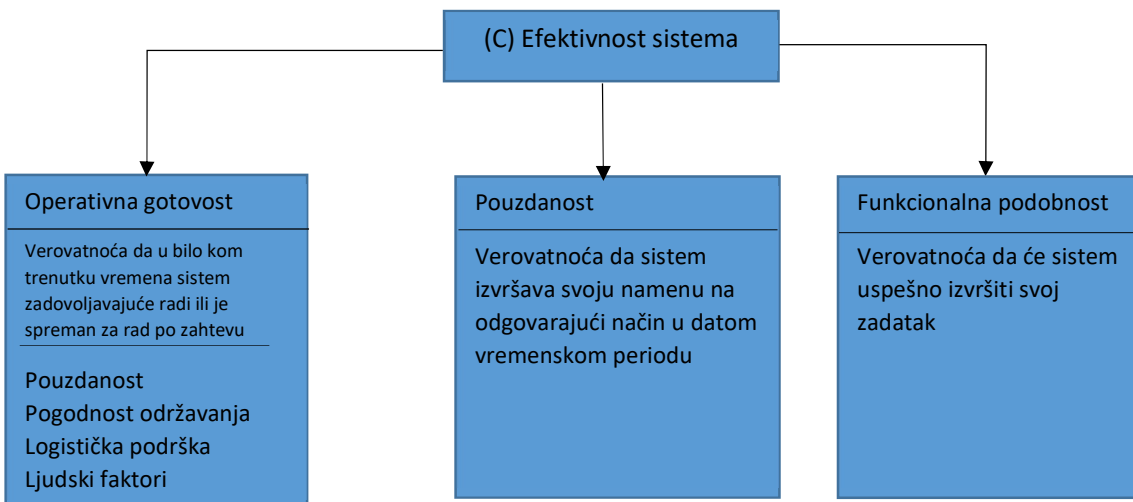 (C) Efektivnost sistema
Operativna gotovost
Verovatnoća da u bilo kom
trenutku vremena sistem
zadovoljavajuće radi ili je
spreman za rad po zahtevu
Pouzdanost
Pogodnost održavanja
Logistička podrška
Ljudski faktori
Pouzdanost
Verovatnoća da sistem
izvršava svoju namenu na
odgovarajući način u datom
vremenskom periodu
Funkcionalna podobnost
Verovatnoća da će sistem
uspešno izvršiti svoj
zadatak